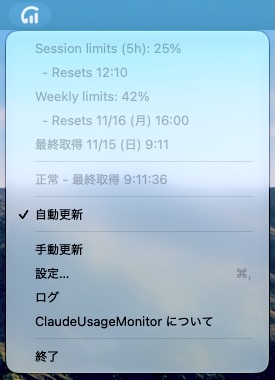 Session limits (5h): 25%
- Resets 12:10
Weekly limits: 42%
- Resets 11/16 (月) 16:00
最終取得 11/15 (日) 9:11
正常 - 最終取得 9:11:36
✓ 自動更新
手動更新
設定... ⌘,
ログ
ClaudeUsageMonitor について
終了